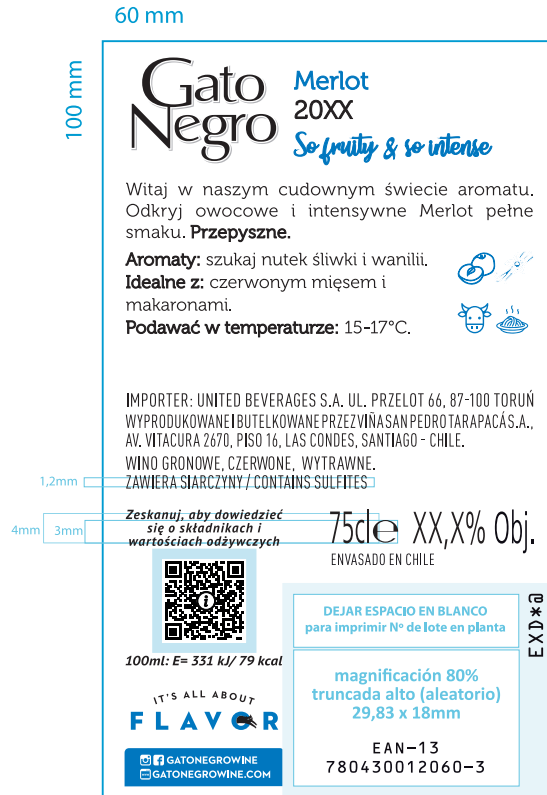 60 mm
100 mm
Gato
Negro
Merlot
20XX
So fruity & so intense
Witaj w naszym cudownym świecie aromatu.
Odkryj owocowe i intensywne Merlot pełne
smaku. Przepyszne.
Aromaty: szukaj nutek śliwki i wanilii.
Idealne z: czerwonym mięsem i
makaronami.
Podawać w temperaturze: 15-17°C.
IMPORTER: UNITED BEVERAGES S.A. UL. PRZELOT 66, 87-100 TORUŃ
WYPRODUKOWANE I BUTELKOWANE PRZEZ VIÑA SAN PEDRO TARAPACÁ S.A.,
AV. VITACURA 2670, PISO 16, LAS CONDES, SANTIAGO - CHILE.
WINO GRONOWE, CZERWONE, WYTRAWNE.
1,2mm
ZAWIERA SIARCZYNY / CONTAINS SULFITES
Zeskanuj, aby dowiedzieć
się o składnikach i
wartościach odżywczych
4mm
3mm
75cl e XX,X% Obj.
ENVASADO EN CHILE
100ml: E= 331 kJ/ 79 kcal
IT'S ALL ABOUT
FLAVOR
GATONEGROWINE
GATONEGROWINE.COM
DEJAR ESPACIO EN BLANCO
para imprimir Nº de lote en planta
EXD*@
magnificación 80%
truncada alto (aleatorio)
29,83 x 18mm
EAN-13
780430012060-3